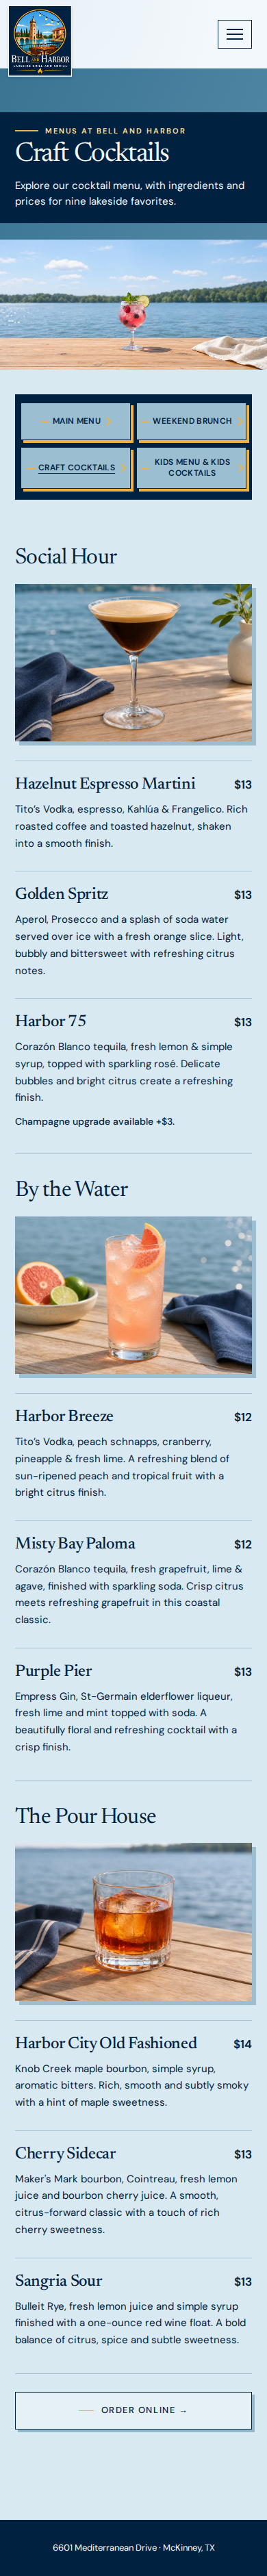 BELL AND HARBOR
LAKESIDE DINE AND SOCIAL
MENUS AT BELL AND HARBOR
Craft Cocktails
Explore our cocktail menu, with ingredients and
prices for nine lakeside favorites.
MAIN MENU
WEEKEND BRUNCH
CRAFT COCKTAILS
KIDS MENU & KIDS
COCKTAILS
Social Hour
Hazelnut Espresso Martini $13
Tito’s Vodka, espresso, Kahlúa & Frangelico. Rich
roasted coffee and toasted hazelnut, shaken
into a smooth finish.
Golden Spritz $13
Aperol, Prosecco and a splash of soda water
served over ice with a fresh orange slice. Light,
bubbly and bittersweet with refreshing citrus
notes.
Harbor 75 $13
Corazón Blanco tequila, fresh lemon & simple
syrup, topped with sparkling rosé. Delicate
bubbles and bright citrus create a refreshing
finish.
Champagne upgrade available +$3.
By the Water
Harbor Breeze $12
Tito’s Vodka, peach schnapps, cranberry,
pineapple & fresh lime. A refreshing blend of
sun-ripened peach and tropical fruit with a
bright citrus finish.
Misty Bay Paloma $12
Corazón Blanco tequila, fresh grapefruit, lime &
agave, finished with sparkling soda. Crisp citrus
meets refreshing grapefruit in this coastal
classic.
Purple Pier $13
Empress Gin, St-Germain elderflower liqueur,
fresh lime and mint topped with soda. A
beautifully floral and refreshing cocktail with a
crisp finish.
The Pour House
Harbor City Old Fashioned $14
Knob Creek maple bourbon, simple syrup,
aromatic bitters. Rich, smooth and subtly smoky
with a hint of maple sweetness.
Cherry Sidecar $13
Maker's Mark bourbon, Cointreau, fresh lemon
juice and bourbon cherry juice. A smooth,
citrus-forward classic with a touch of rich
cherry sweetness.
Sangria Sour $13
Bulleit Rye, fresh lemon juice and simple syrup
finished with a one-ounce red wine float. A bold
balance of citrus, spice and subtle sweetness.
ORDER ONLINE →
6601 Mediterranean Drive · McKinney, TX